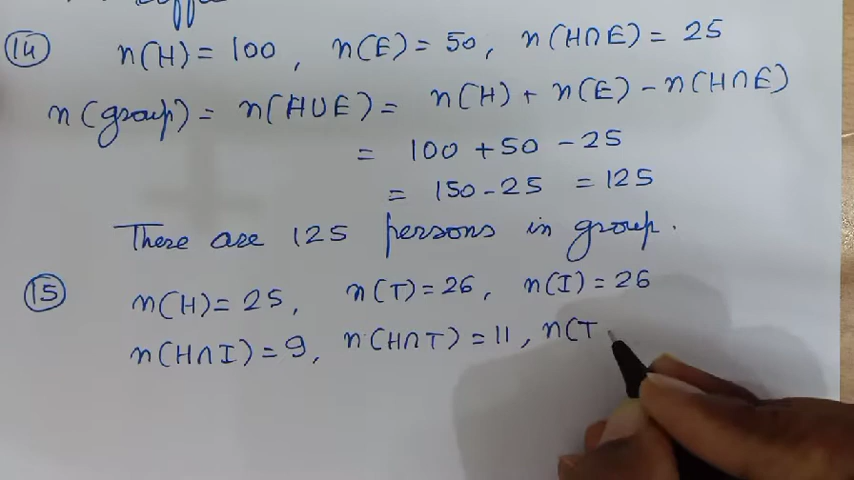 coffe
14 n(H) = 100 , n(E) = 50, n(H∩E) = 25
n(group) = n(H∪E) = n(H) + n(E) - n(H∩E)
= 100 + 50 - 25
= 150 - 25 = 125
There are 125 persons in group.
15 n(H) = 25, n(T) = 26, n(I) = 26
n(H∩I) = 9, n(H∩T) = 11, n(T